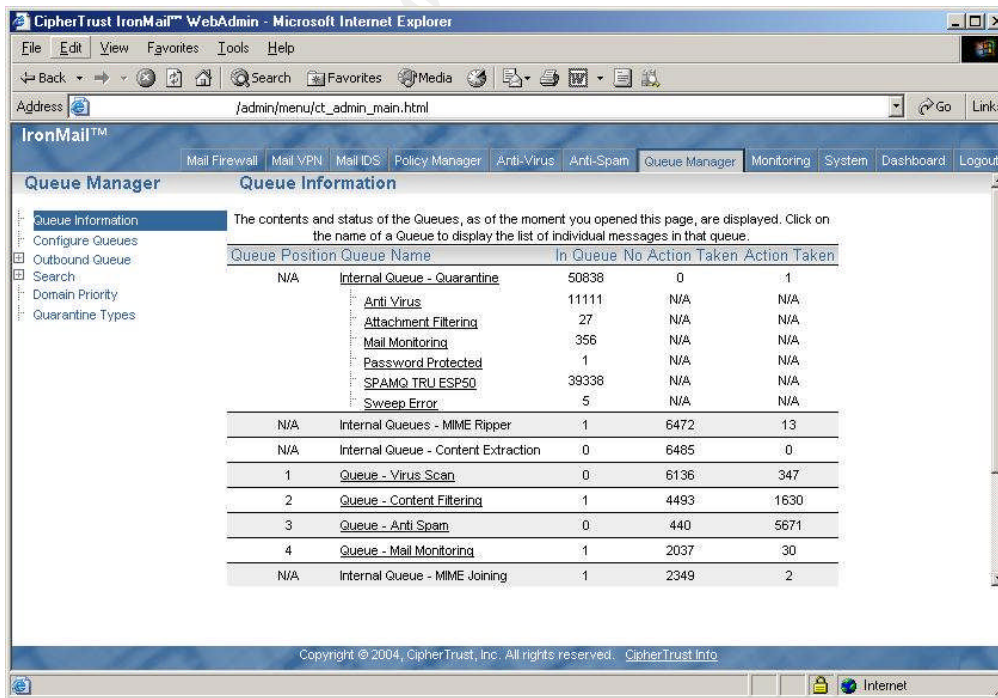 CipherTrust IronMail™ WebAdmin - Microsoft Internet Explorer
File Edit View Favorites Tools Help
Back Search Favorites Media
Address /admin/menu/ct_admin_main.html Go Links
IronMail™
Mail Firewall Mail VPN Mail IDS Policy Manager Anti-Virus Anti-Spam Queue Manager Monitoring System Dashboard Logout
Queue Manager
Queue Information
Configure Queues
Outbound Queue
Search
Domain Priority
Quarantine Types
Queue Information
The contents and status of the Queues, as of the moment you opened this page, are displayed. Click on
the name of a Queue to display the list of individual messages in that queue.
Queue Position Queue Name In Queue No Action Taken Action Taken
N/A Internal Queue - Quarantine 50838 0 1
Anti Virus 11111 N/A N/A
Attachment Filtering 27 N/A N/A
Mail Monitoring 356 N/A N/A
Password Protected 1 N/A N/A
SPAMQ TRU ESP50 39338 N/A N/A
Sweep Error 5 N/A N/A
N/A Internal Queues - MIME Ripper 1 6472 13
N/A Internal Queue - Content Extraction 0 6485 0
1 Queue - Virus Scan 0 6136 347
2 Queue - Content Filtering 1 4493 1630
3 Queue - Anti Spam 0 440 5671
4 Queue - Mail Monitoring 1 2037 30
N/A Internal Queue - MIME Joining 1 2349 2
Copyright © 2004, CipherTrust, Inc. All rights reserved. CipherTrust Info
Internet